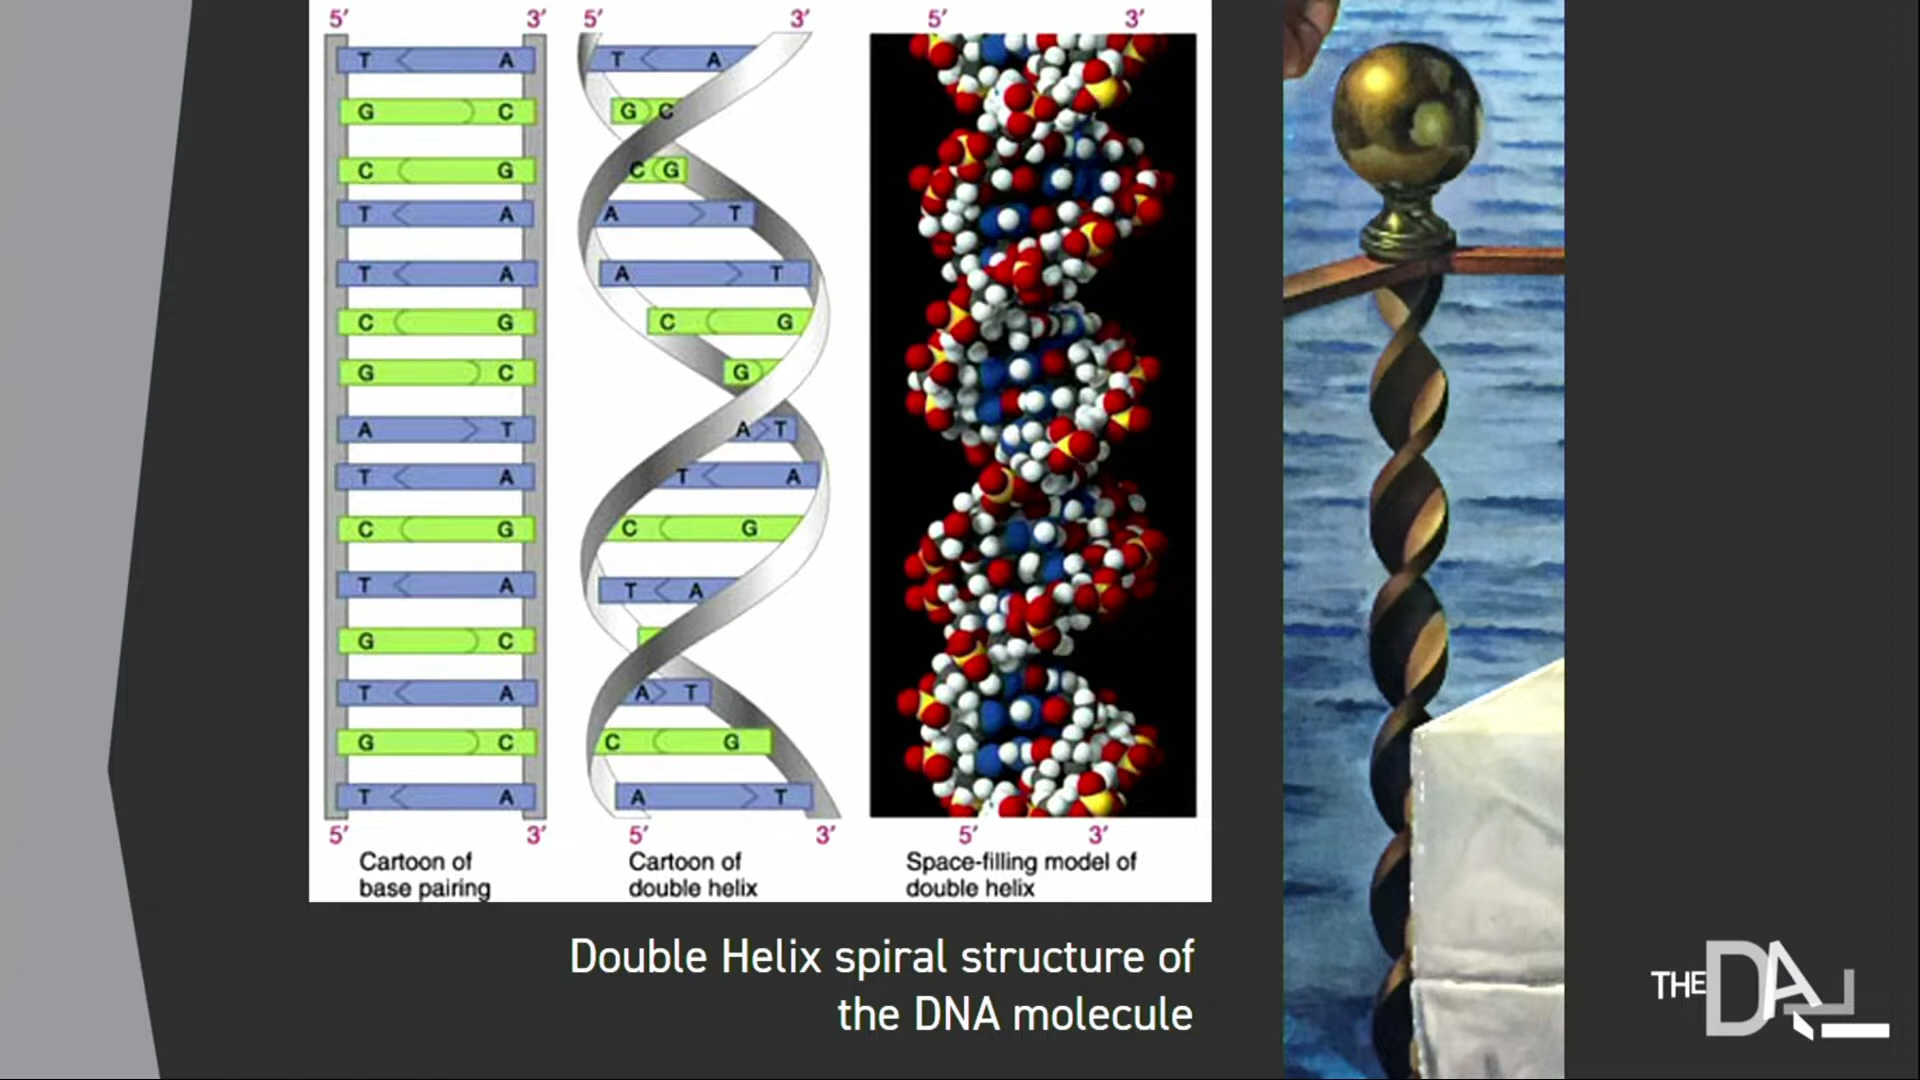 5′ 3′ 5′ 3′ 5′ 3′
T A T A
G C G C
C G C G
T A A T
T A A T
C G C G
G C G
A T A T
T A T A
C G C G
T A T A
G C
T A A T
G C C G
T A A T
5′ 3′ 5′ 3′ 5′ 3′
Cartoon of
base pairing
Cartoon of
double helix
Space-filling model of
double helix
Double Helix spiral structure of
the DNA molecule
THE DALÍ